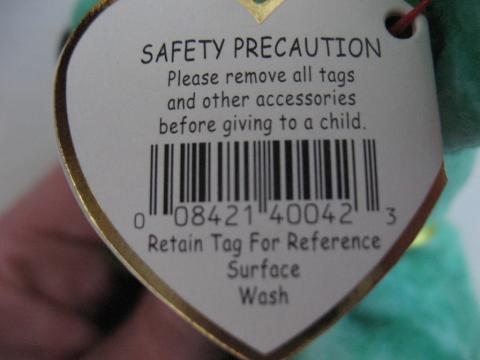 SAFETY PRECAUTION
Please remove all tags
and other accessories
before giving to a child.
0 08421 40042 3
Retain Tag For Reference
Surface
Wash